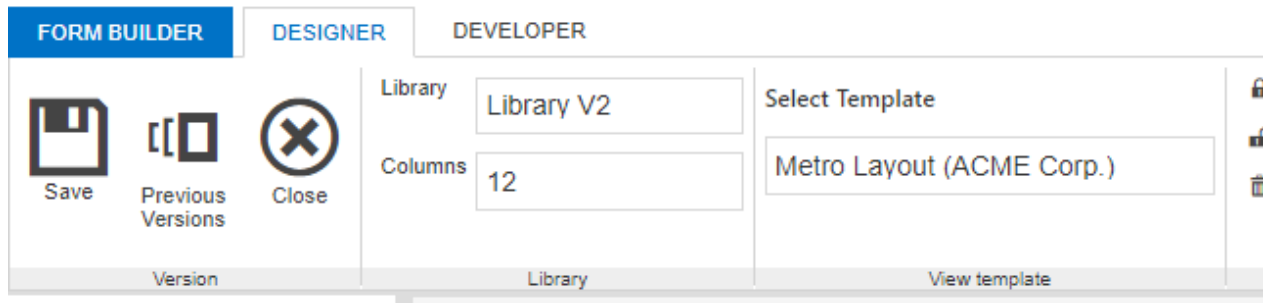 FORM BUILDER DESIGNER DEVELOPER
Save
Previous
Versions
Close
Version
Library Library V2
Columns 12
Library
Select Template
Metro Layout (ACME Corp.)
View template